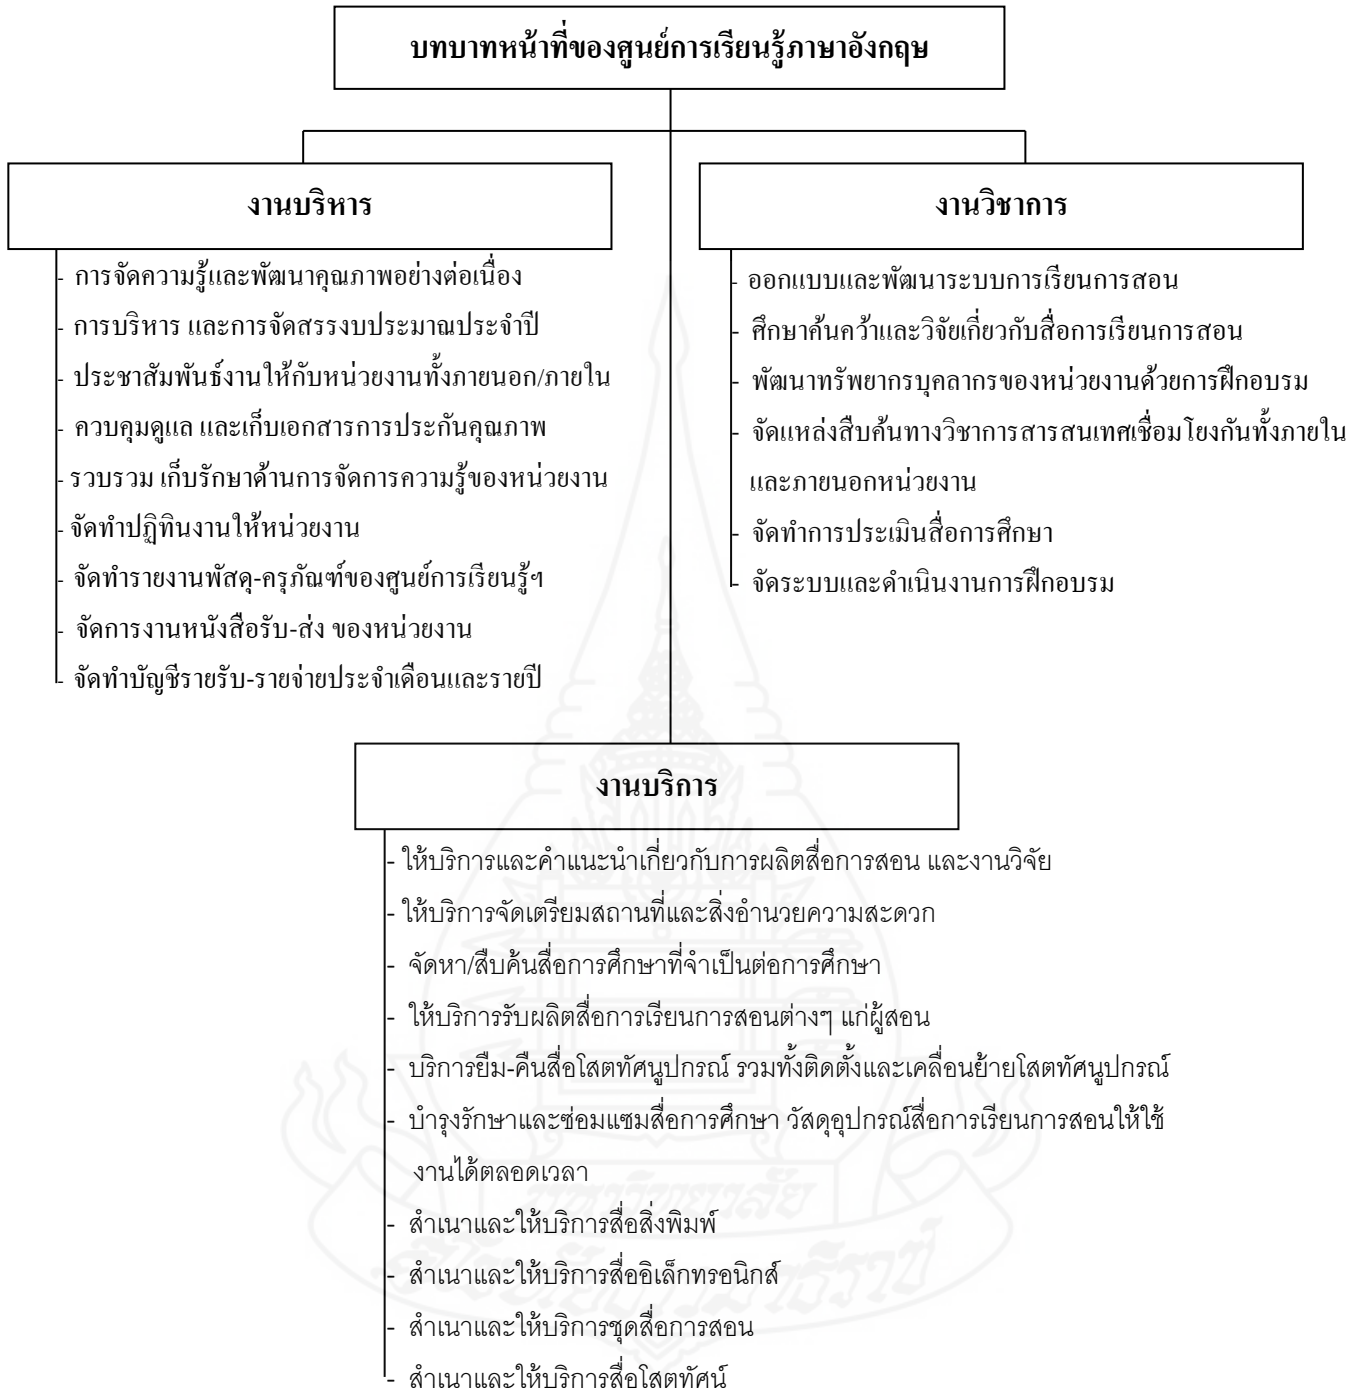 บทบาทหน้าที่ของศูนย์การเรียนรู้ภาษาอังกฤษ
งานบริหาร
- การจัดความรู้และพัฒนาคุณภาพอย่างต่อเนื่อง
- การบริหาร และการจัดสรรงบประมาณประจำปี
- ประชาสัมพันธ์งานให้กับหน่วยงานทั้งภายนอก/ภายใน
- ควบคุมดูแล และเก็บเอกสารการประกันคุณภาพ
- รวบรวม เก็บรักษาด้านการจัดการความรู้ของหน่วยงาน
- จัดทำปฏิทินงานให้หน่วยงาน
- จัดทำรายงานพัสดุ-ครุภัณฑ์ของศูนย์การเรียนรู้ฯ
- จัดการงานหนังสือรับ-ส่ง ของหน่วยงาน
- จัดทำบัญชีรายรับ-รายจ่ายประจำเดือนและรายปี
งานวิชาการ
- ออกแบบและพัฒนาระบบการเรียนการสอน
- ศึกษาค้นคว้าและวิจัยเกี่ยวกับสื่อการเรียนการสอน
- พัฒนาทรัพยากรบุคลากรของหน่วยงานด้วยการฝึกอบรม
- จัดแหล่งสืบค้นทางวิชาการสารสนเทศเชื่อมโยงกันทั้งภายใน
และภายนอกหน่วยงาน
- จัดทำการประเมินสื่อการศึกษา
- จัดระบบและดำเนินงานการฝึกอบรม
งานบริการ
- ให้บริการและคำแนะนำเกี่ยวกับการผลิตสื่อการสอน และงานวิจัย
- ให้บริการจัดเตรียมสถานที่และสิ่งอำนวยความสะดวก
- จัดหา/สืบค้นสื่อการศึกษาที่จำเป็นต่อการศึกษา
- ให้บริการรับผลิตสื่อการเรียนการสอนต่างๆ แก่ผู้สอน
- บริการยืม-คืนสื่อโสตทัศนูปกรณ์ รวมทั้งติดตั้งและเคลื่อนย้ายโสตทัศนูปกรณ์
- บำรุงรักษาและซ่อมแซมสื่อการศึกษา วัสดุอุปกรณ์สื่อการเรียนการสอนให้ใช้
งานได้ตลอดเวลา
- สำเนาและให้บริการสื่อสิ่งพิมพ์
- สำเนาและให้บริการสื่ออิเล็กทรอนิกส์
- สำเนาและให้บริการชุดสื่อการสอน
- สำเนาและให้บริการสื่อโสตทัศน์
มหาวิทยาลัย
สุโขทัยธรรมาธิราช